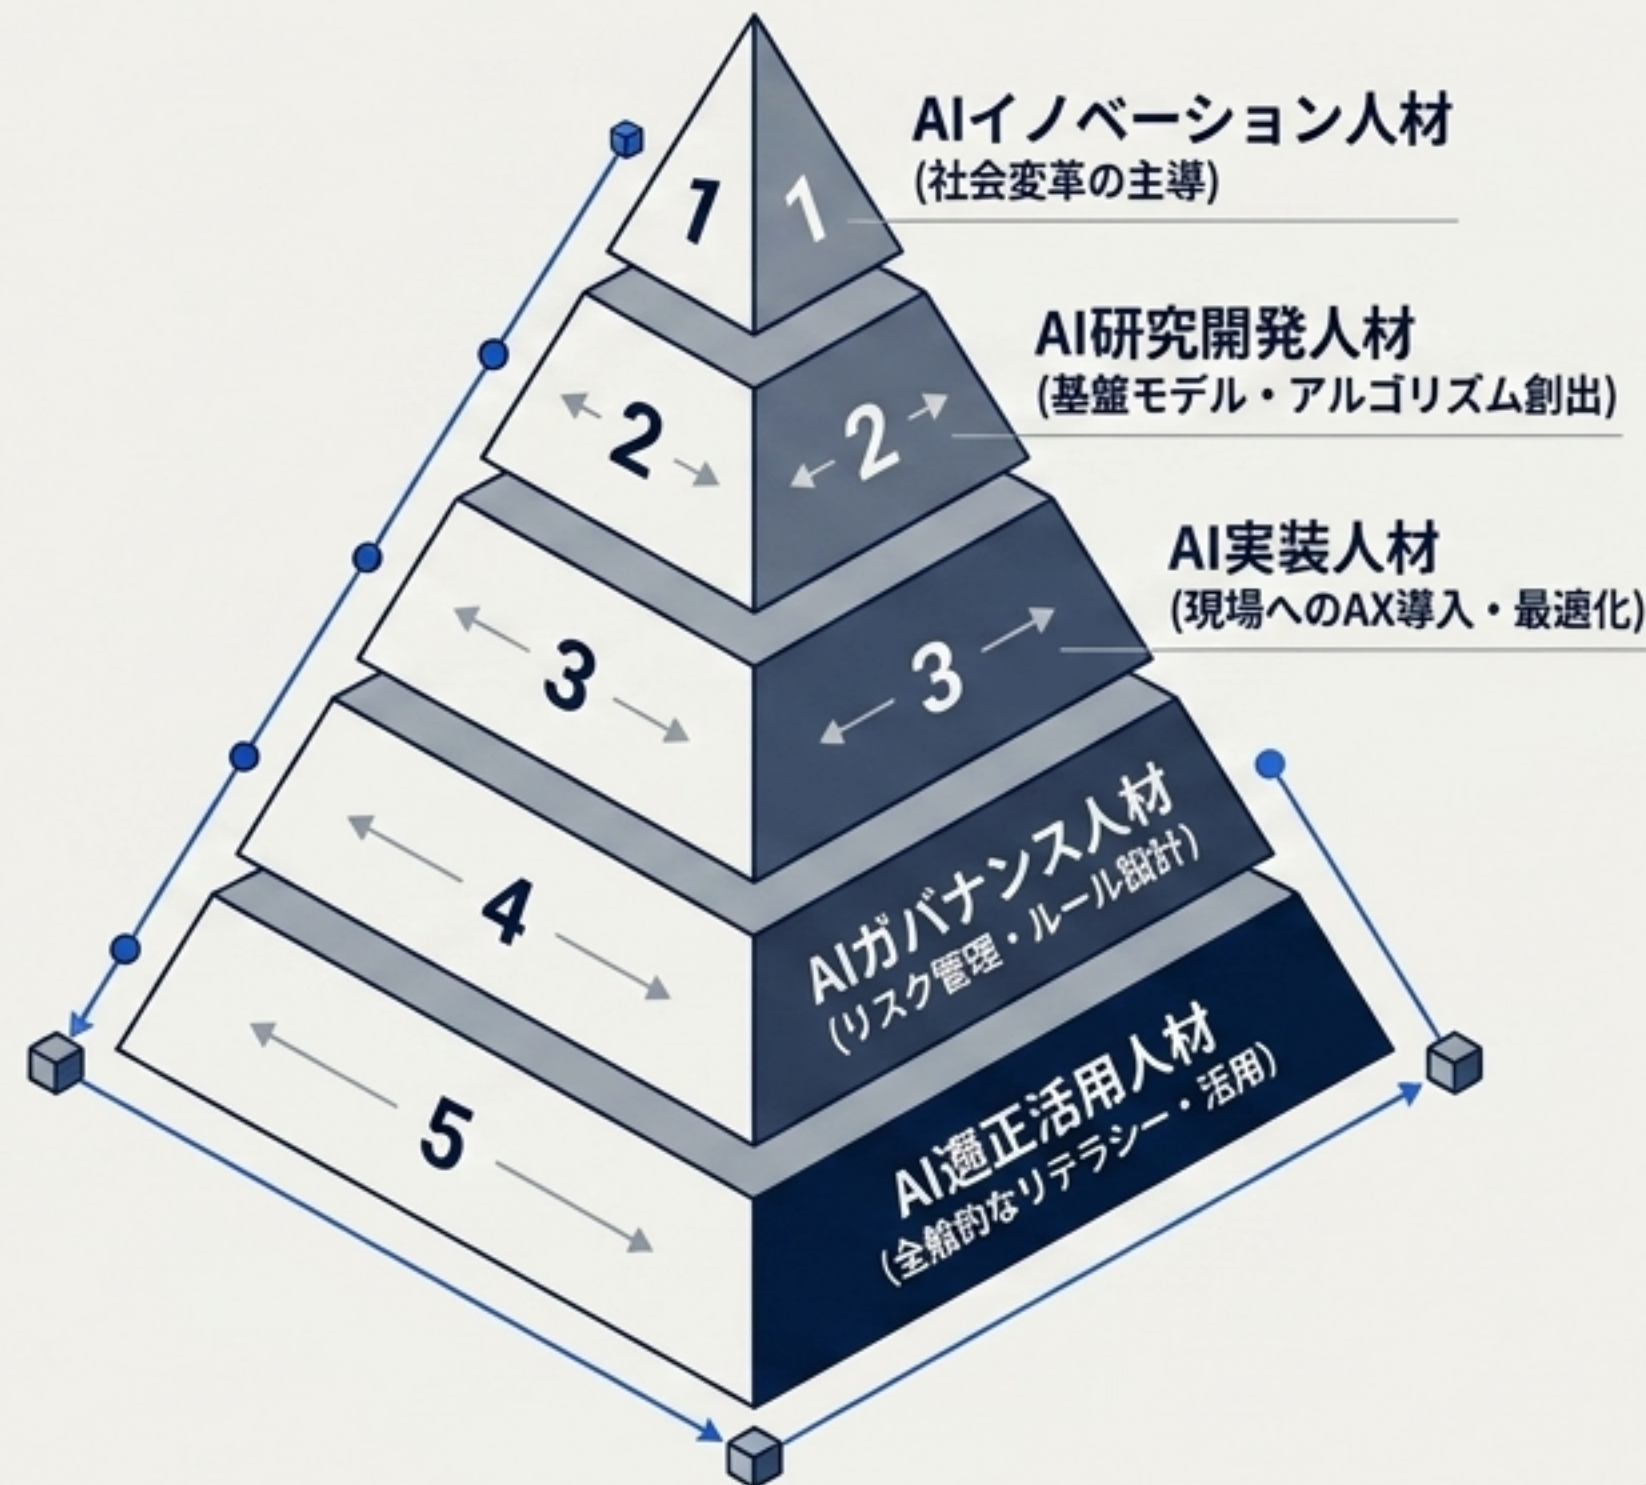 1
1
AIイノベーション人材
(社会変革の主導)
2
2
AI研究開発人材
(基盤モデル・アルゴリズム創出)
3
3
AI実装人材
(現場へのAX導入・最適化)
4
AIガバナンス人材
(リスク管理・ルール設計)
5
AI適正活用人材
(全般的なリテラシー・活用)